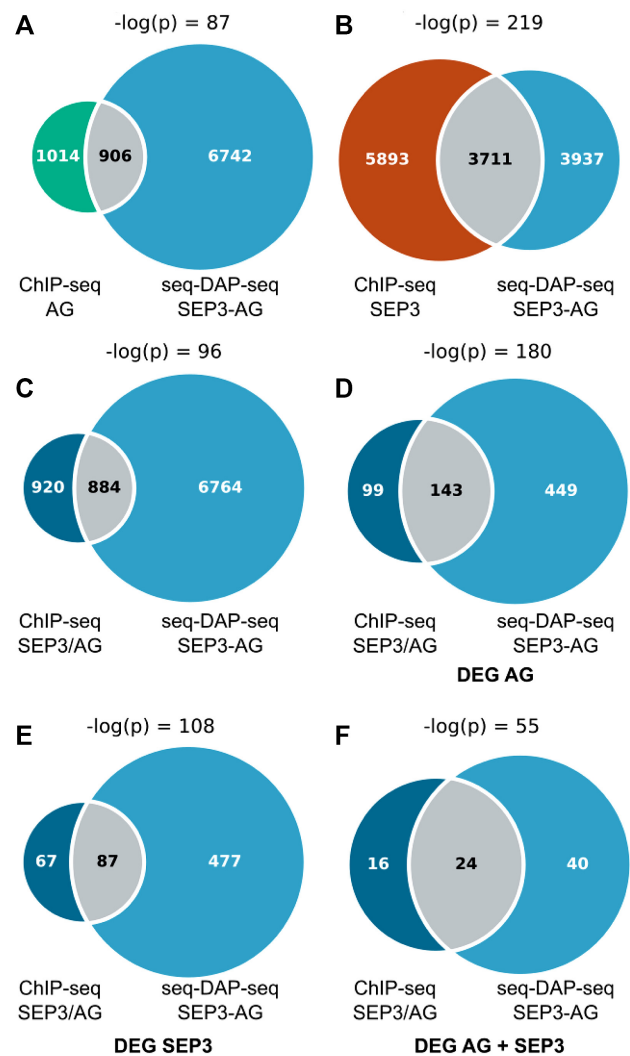 A
-log(p) = 87
1014
906
6742
ChIP-seq
AG
seq-DAP-seq
SEP3-AG
B
-log(p) = 219
5893
3711
3937
ChIP-seq
SEP3
seq-DAP-seq
SEP3-AG
C
-log(p) = 96
920
884
6764
ChIP-seq
SEP3/AG
seq-DAP-seq
SEP3-AG
D
-log(p) = 180
99
143
449
ChIP-seq
SEP3/AG
seq-DAP-seq
SEP3-AG
DEG AG
E
-log(p) = 108
67
87
477
ChIP-seq
SEP3/AG
seq-DAP-seq
SEP3-AG
DEG SEP3
F
-log(p) = 55
16
24
40
ChIP-seq
SEP3/AG
seq-DAP-seq
SEP3-AG
DEG AG + SEP3